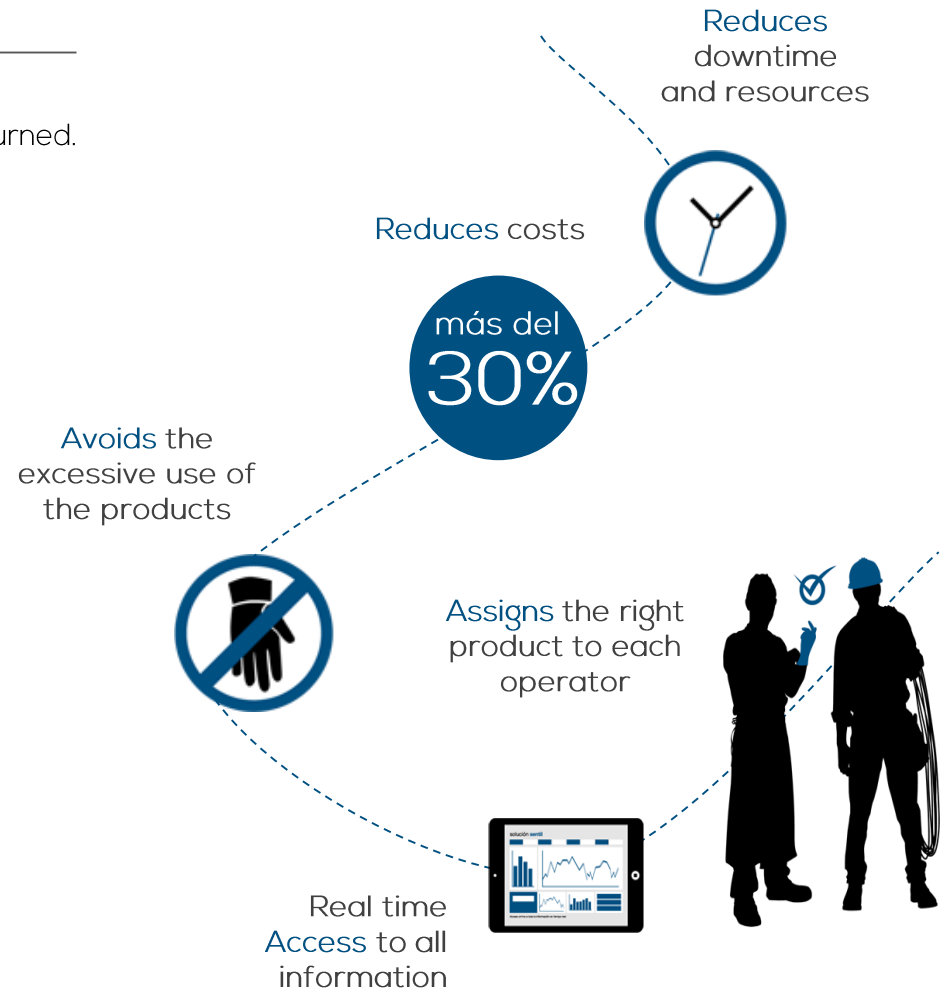 Reduces
downtime
and resources
urned.
Reduces costs
más del
30%
Avoids the
excessive use of
the products
Assigns the right
product to each
operator
solución sentil
Real time
Access to all
information